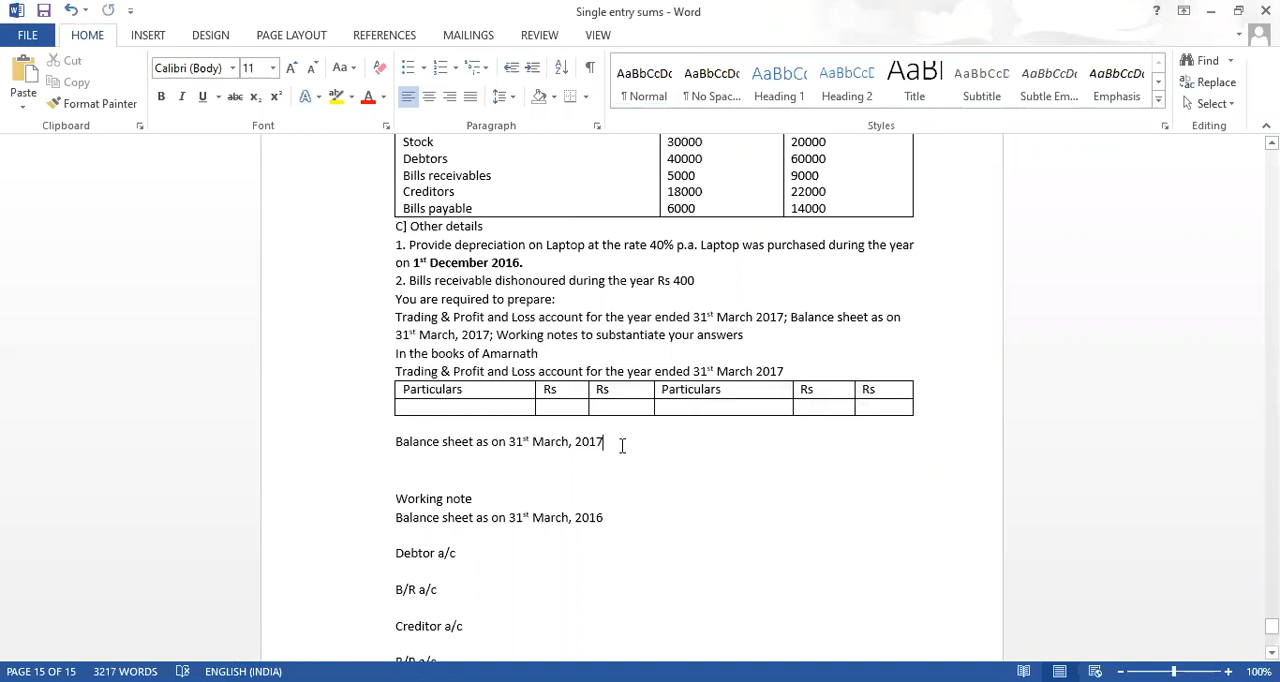 Single entry sums - Word
FILE HOME INSERT DESIGN PAGE LAYOUT REFERENCES MAILINGS REVIEW VIEW
Paste
Cut
Copy
Format Painter
Clipboard
Calibri (Body) 11
Font
Paragraph
AaBbCcDc AaBbCcDc AaBbCc AaBbCcC AaBI AaBbCcD AaBbCcDc AaBbCcDc
¶ Normal ¶ No Spac... Heading 1 Heading 2 Title Subtitle Subtle Em... Emphasis
Styles
Find
Replace
Select
Editing
Stock 30000 20000
Debtors 40000 60000
Bills receivables 5000 9000
Creditors 18000 22000
Bills payable 6000 14000
C] Other details
1. Provide depreciation on Laptop at the rate 40% p.a. Laptop was purchased during the year
on 1st December 2016.
2. Bills receivable dishonoured during the year Rs 400
You are required to prepare:
Trading & Profit and Loss account for the year ended 31st March 2017; Balance sheet as on
31st March, 2017; Working notes to substantiate your answers
In the books of Amarnath
Trading & Profit and Loss account for the year ended 31st March 2017
Particulars Rs Rs Particulars Rs Rs
Balance sheet as on 31st March, 2017
Working note
Balance sheet as on 31st March, 2016
Debtor a/c
B/R a/c
Creditor a/c
PAGE 15 OF 15 3217 WORDS ENGLISH (INDIA) 100%